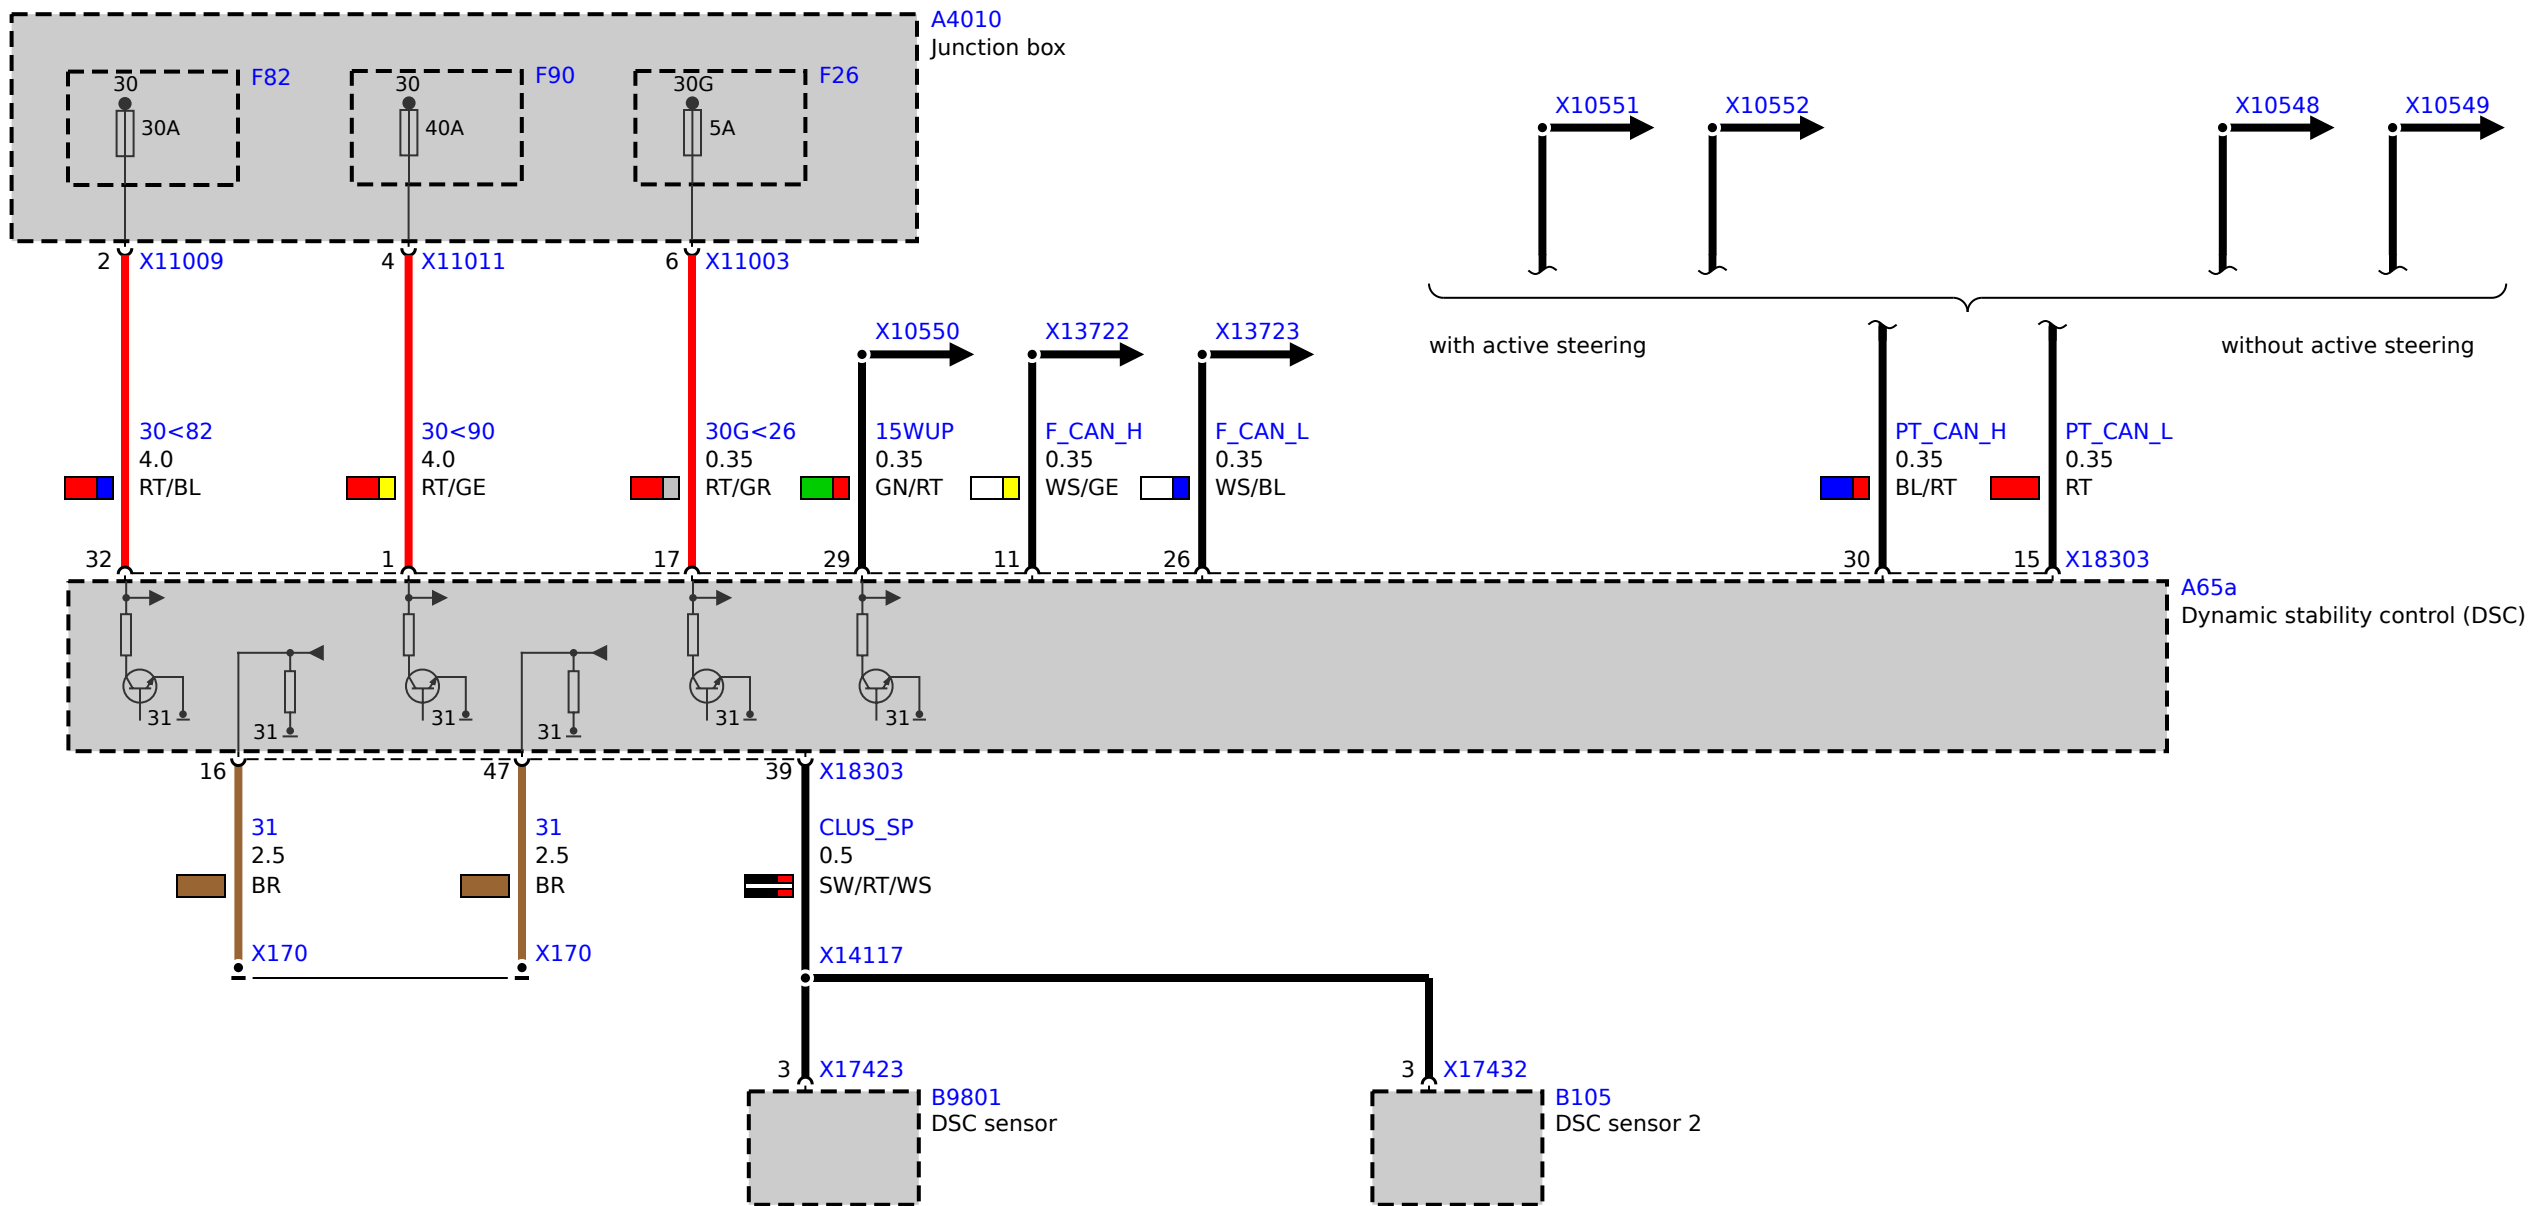 A4010
Junction box
F82
30
30A
F90
30
40A
F26
30G
5A
X10551
X10552
X10548
X10549
2 X11009
4 X11011
6 X11003
X10550
X13722
X13723
with active steering
without active steering
30<82
4.0
RT/BL
30<90
4.0
RT/GE
30G<26
0.35
RT/GR
15WUP
0.35
GN/RT
F_CAN_H
0.35
WS/GE
F_CAN_L
0.35
WS/BL
PT_CAN_H
0.35
BL/RT
PT_CAN_L
0.35
RT
32
1
17
29
11
26
30
15 X18303
A65a
Dynamic stability control (DSC)
31
31
31
31
31
31
16
47
39 X18303
31
2.5
BR
31
2.5
BR
CLUS_SP
0.5
SW/RT/WS
X170
X170
X14117
3 X17423
3 X17432
B9801
DSC sensor
B105
DSC sensor 2